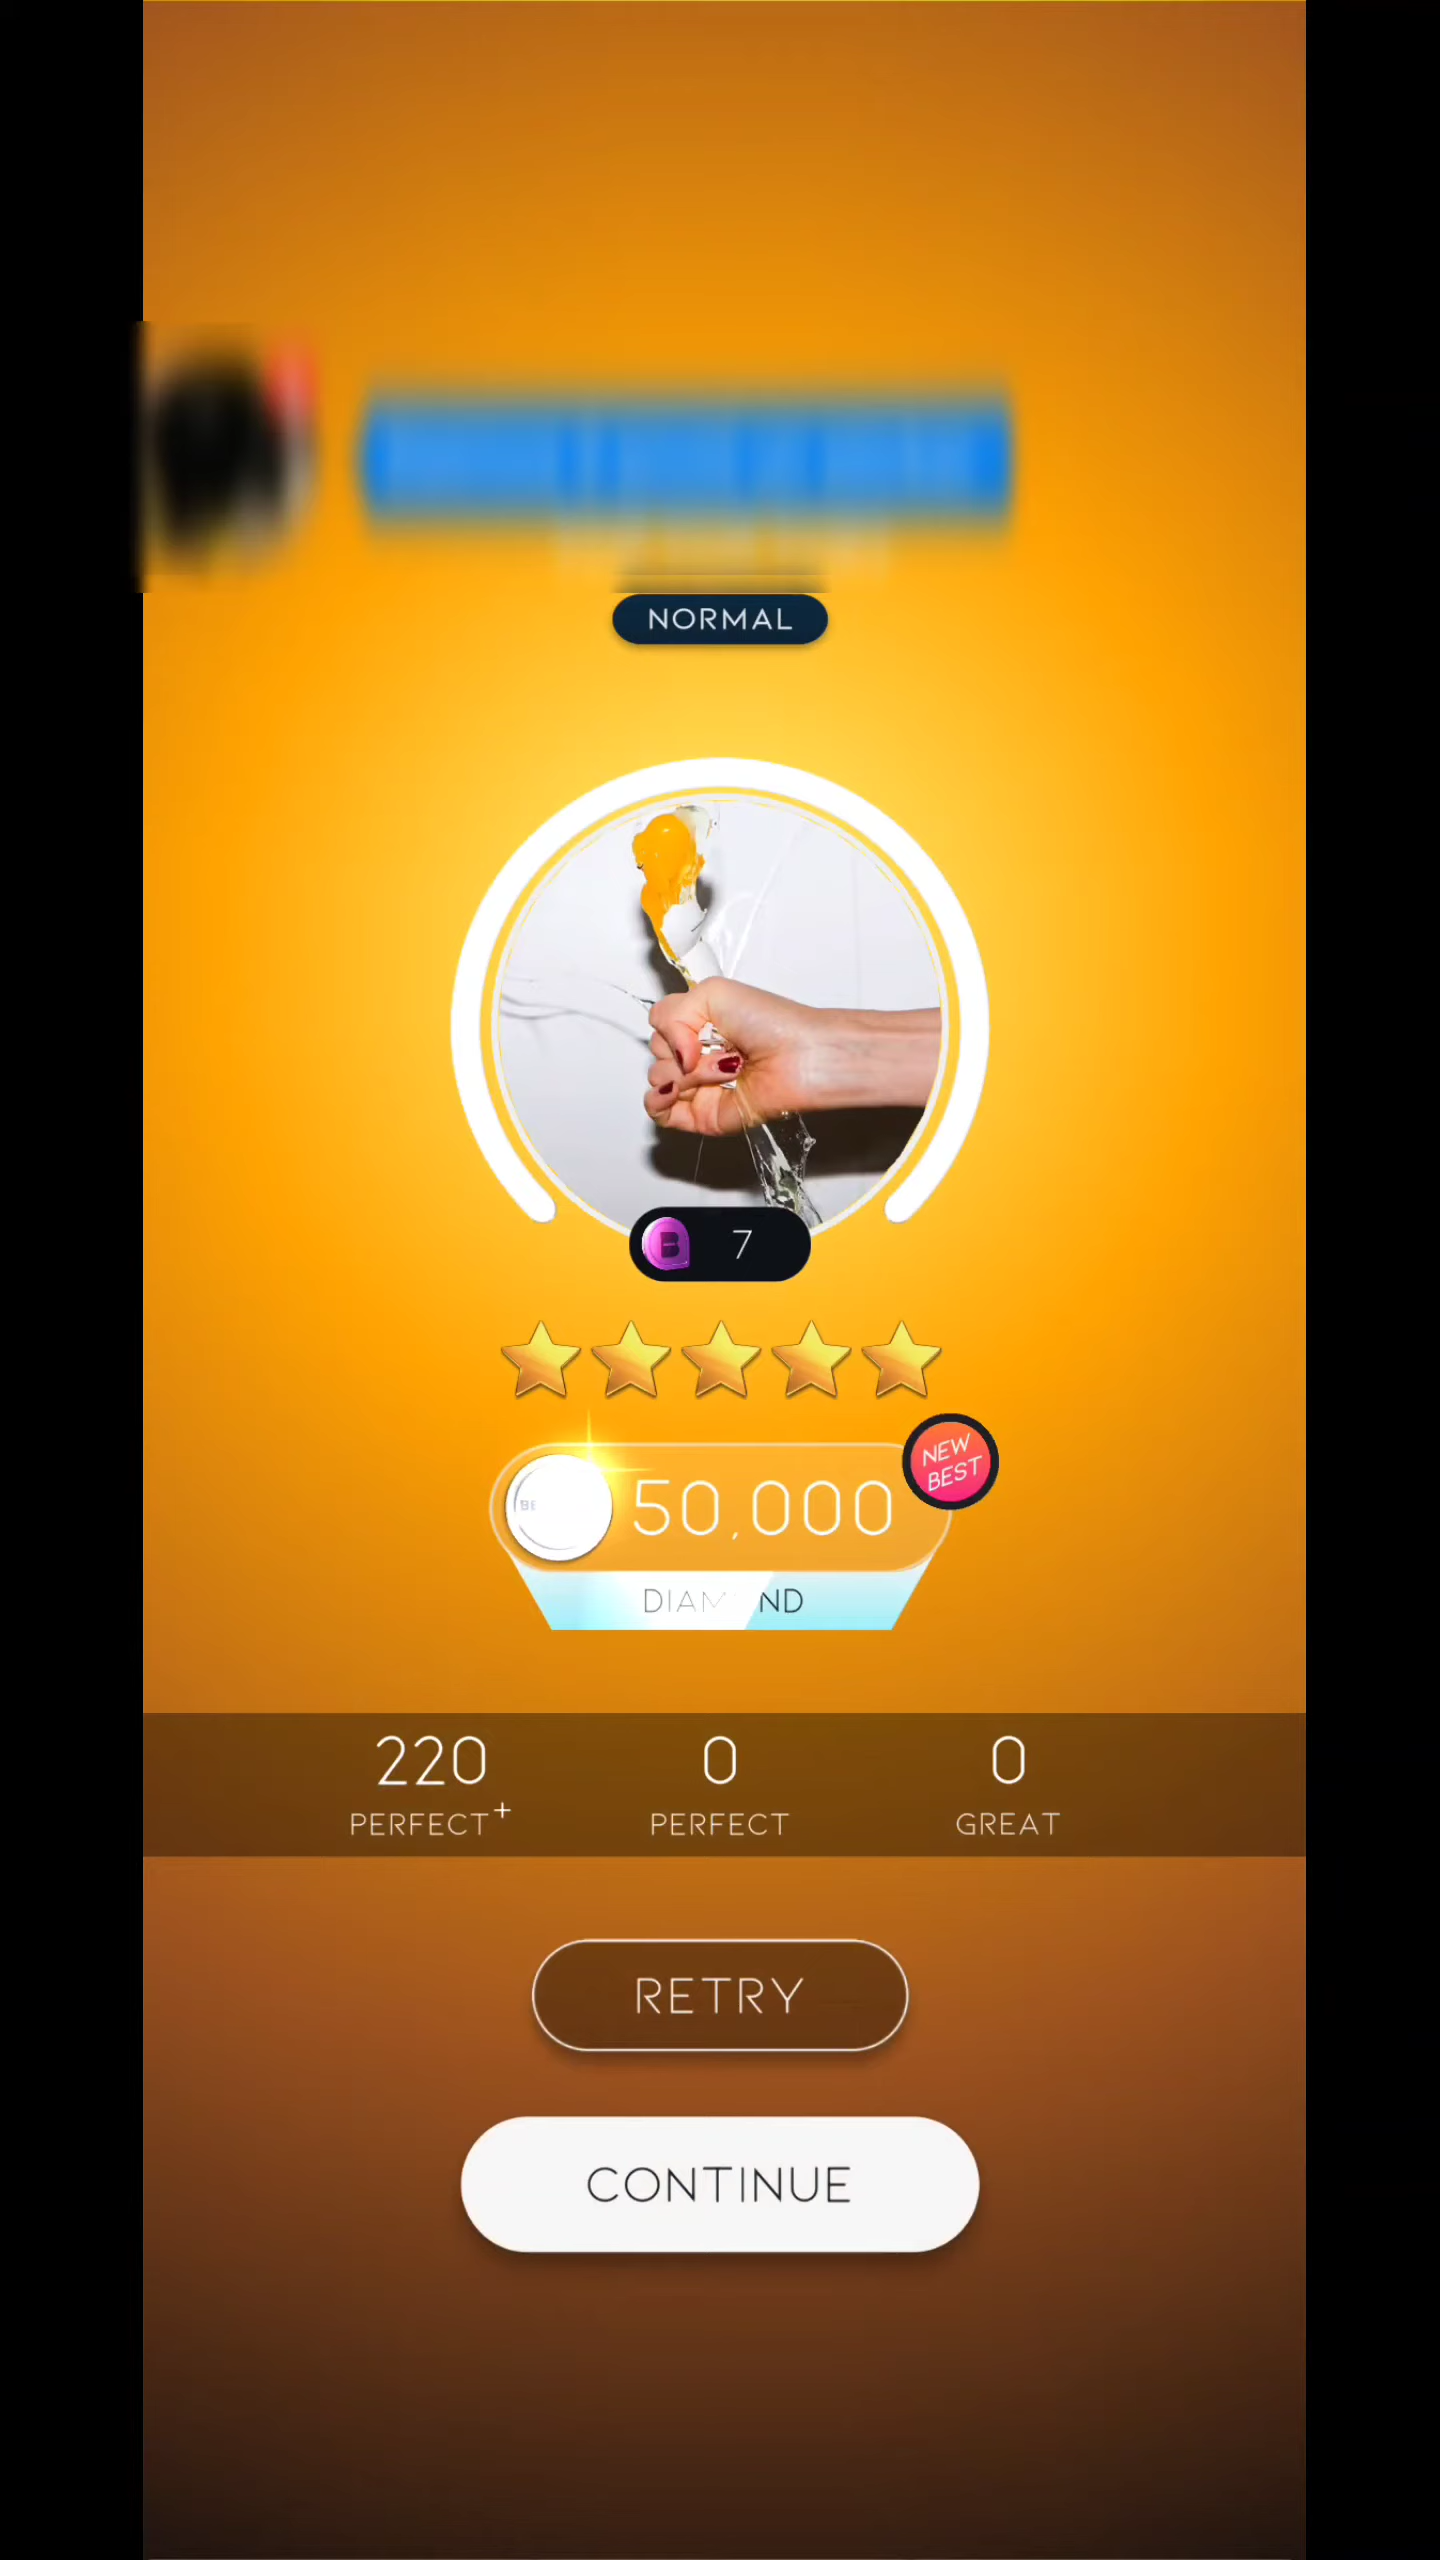 NORMAL
B 7
NEW
BEST
50,000
220 0 0
PERFECT+ PERFECT GREAT
RETRY
CONTINUE